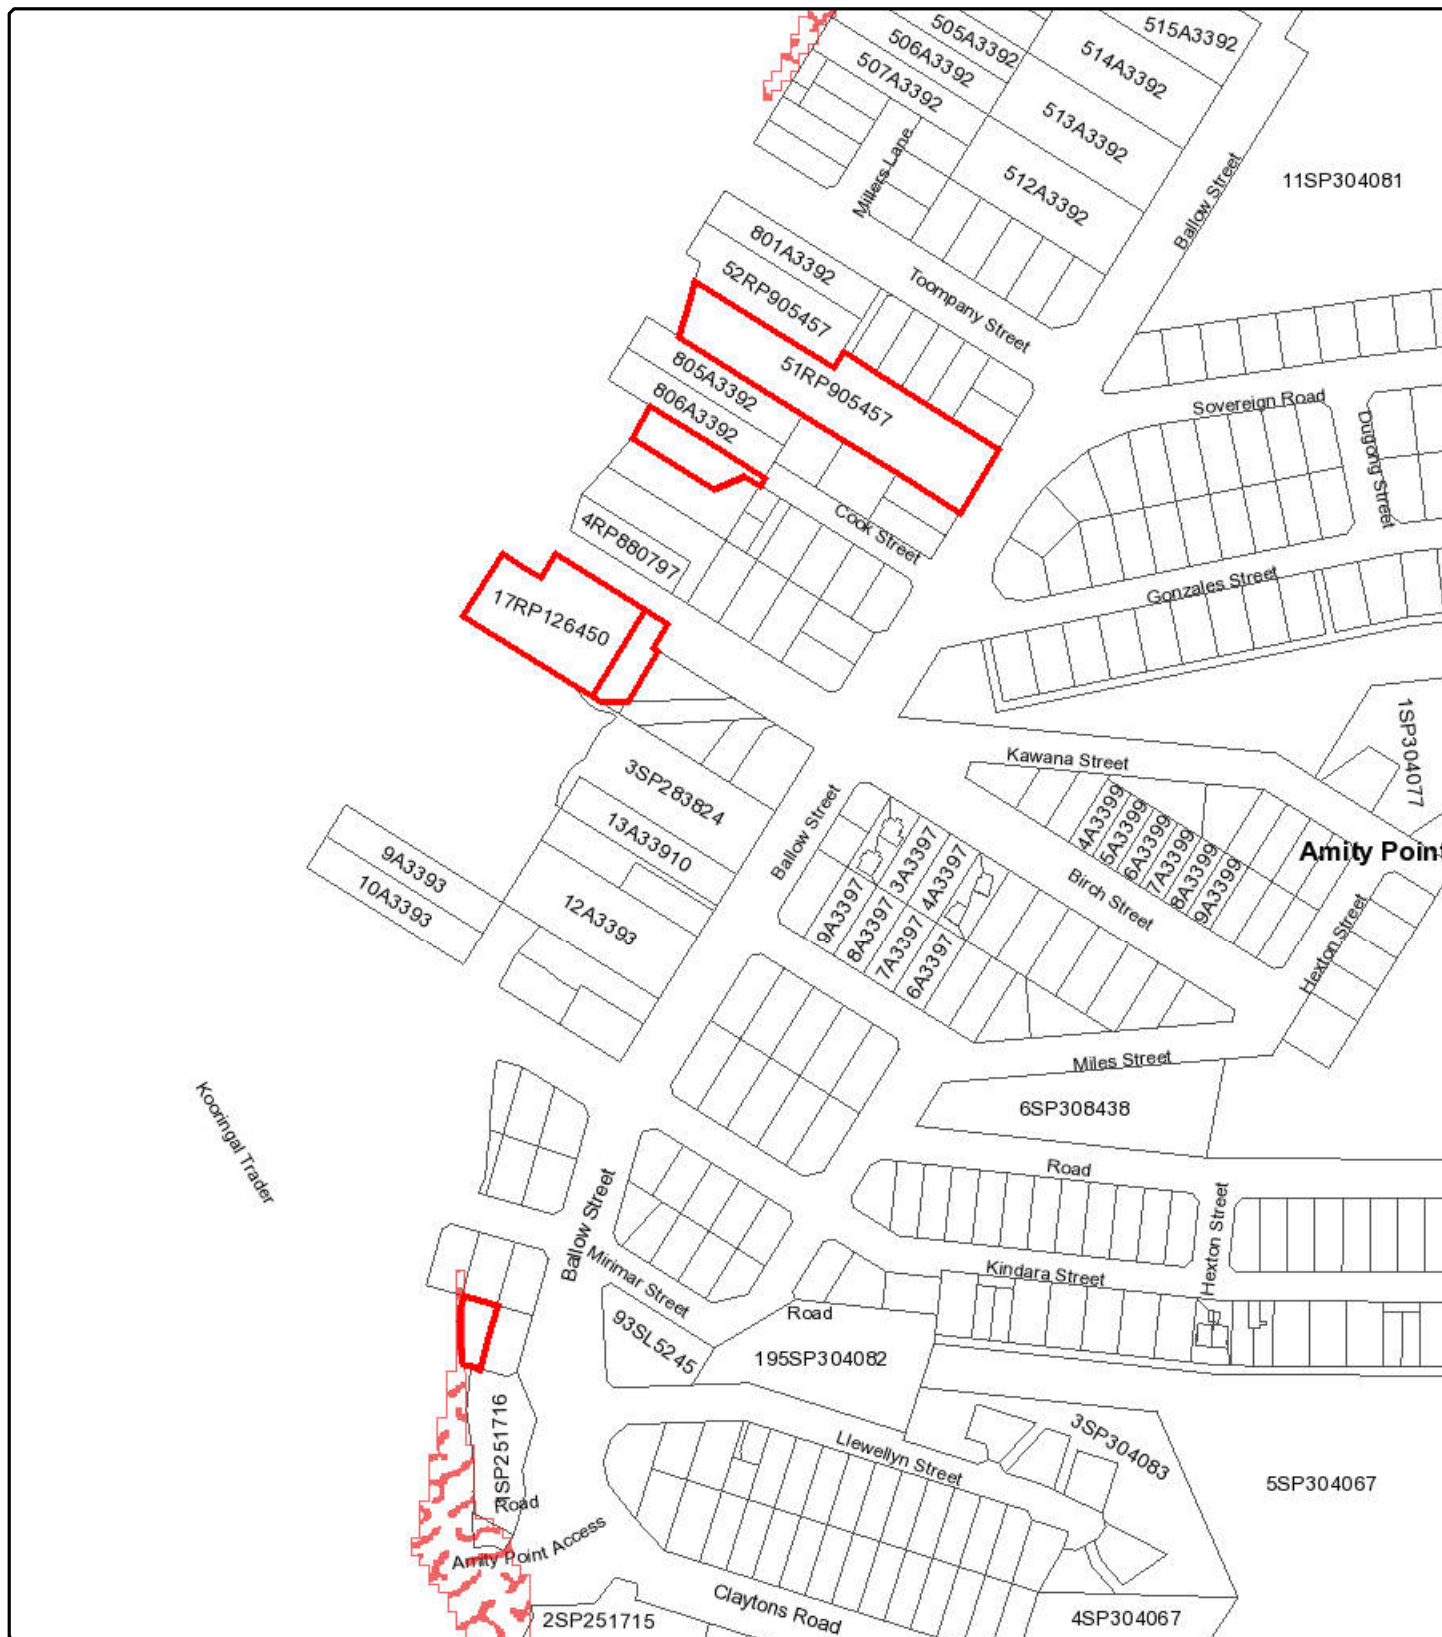 515A3392
505A3392
514A3392
506A3392
507A3392
513A3392
Millers Lane
512A3392
11SP304081
Ballow Street
801A3392
52RP905457
Toompany Street
51RP905457
805A3392
806A3392
Sovereign Road
Dugong Street
Cook Street
4RP880797
Gonzales Street
17RP126450
1SP304077
Kawana Street
3SP283824
13A33910
Ballow Street
4A3399
5A3399
6A3399
7A3399
8A3399
9A3399
Amity Point
9A3393
10A3393
3A3397
4A3397
9A3397
8A3397
7A3397
6A3397
Birch Street
12A3393
Hexton Street
Miles Street
6SP308438
Kooringal Trader
Road
Ballow Street
Hexton Street
Mirimar Street
Kindara Street
Road
93SL5245
195SP304082
1SP251716
Llewellyn Street
3SP304083
5SP304067
Road
Amity Point Access
Claytons Road
2SP251715
4SP304067